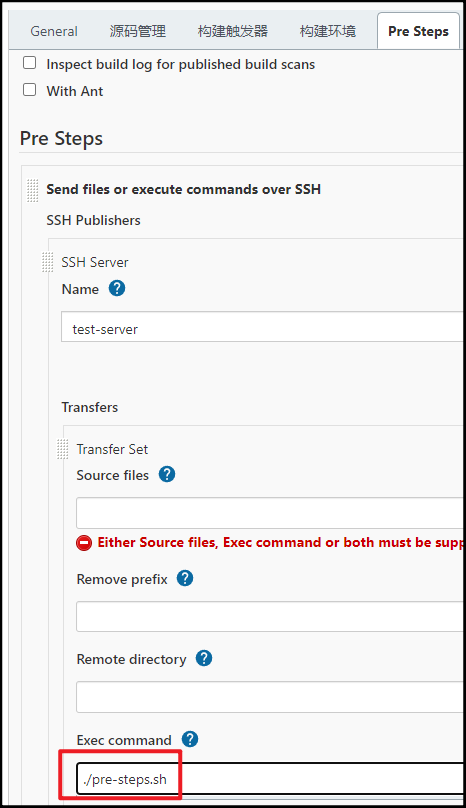 General 源码管理 构建触发器 构建环境 Pre Steps
Inspect build log for published build scans
With Ant
Pre Steps
Send files or execute commands over SSH
SSH Publishers
SSH Server
Name ?
test-server
Transfers
Transfer Set
Source files ?
Either Source files, Exec command or both must be supp
Remove prefix ?
Remote directory ?
Exec command ?
./pre-steps.sh